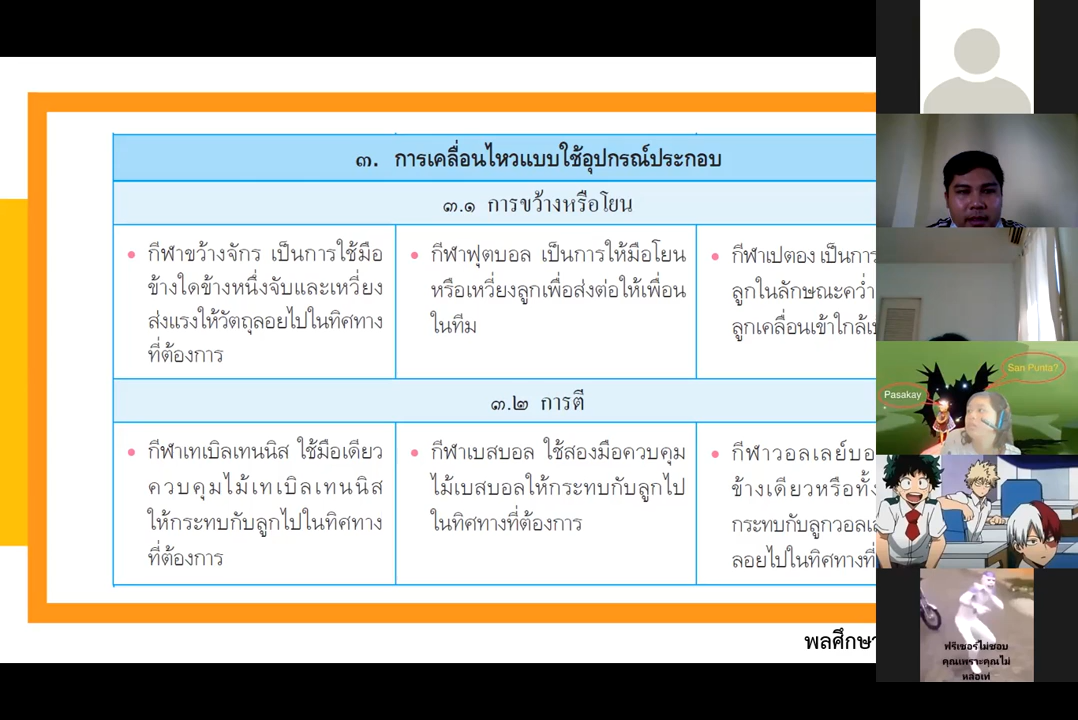 ๓. การเคลื่อนไหวแบบใช้อุปกรณ์ประกอบ
๓.๑ การขว้างหรือโยน
• กีฬาขว้างจักร เป็นการใช้มือ
ข้างใดข้างหนึ่งจับและเหวี่ยง
ส่งแรงให้วัตถุลอยไปในทิศทาง
ที่ต้องการ
• กีฬาฟุตบอล เป็นการให้มือโยน
หรือเหวี่ยงลูกเพื่อส่งต่อให้เพื่อน
ในทีม
• กีฬาเปตอง เป็นการ
ลูกในลักษณะคว่ำ
ลูกเคลื่อนเข้าใกล้
๓.๒ การตี
• กีฬาเทเบิลเทนนิส ใช้มือเดียว
ควบคุมไม้เทเบิลเทนนิส
ให้กระทบกับลูกไปในทิศทาง
ที่ต้องการ
• กีฬาเบสบอล ใช้สองมือควบคุม
ไม้เบสบอลให้กระทบกับลูกไป
ในทิศทางที่ต้องการ
• กีฬาวอลเลย์บอ
ข้างเดียวหรือทั้ง
กระทบกับลูกวอล
ลอยไปในทิศทางที่
พลศึกษา
San Punta?
Pasakay
ฟรีเซอร์ไม่ชอบ
คุณเพราะคุณไม่
หล่อเท่